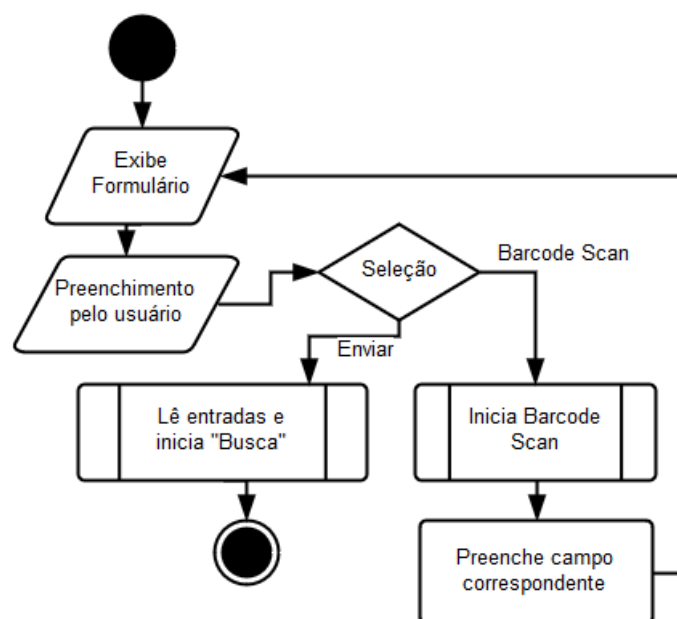 Exibe
Formulário
Preenchimento
pelo usuário
Seleção
Barcode Scan
Enviar
Lê entradas e
inicia "Busca"
Inicia Barcode
Scan
Preenche campo
correspondente